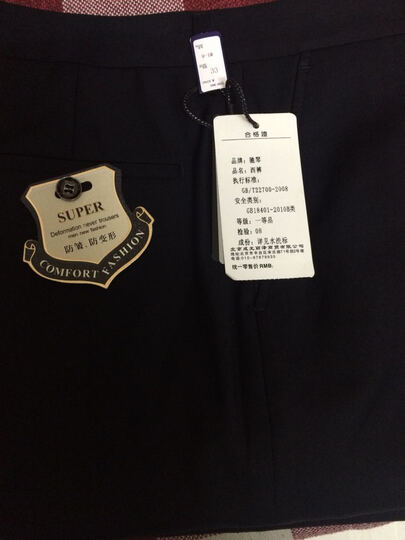 33
合格證
品牌：驰琴
品名：西裤
执行标准：
GB/T22700-2008
安全类别：
GB18401-2010B类
等级：一等品
检验：08
成份：详见水洗标
统一零售价RMB:
SUPER
Deformation never trousers
men new fashion
防皱．防变形
COMFORT FASHION